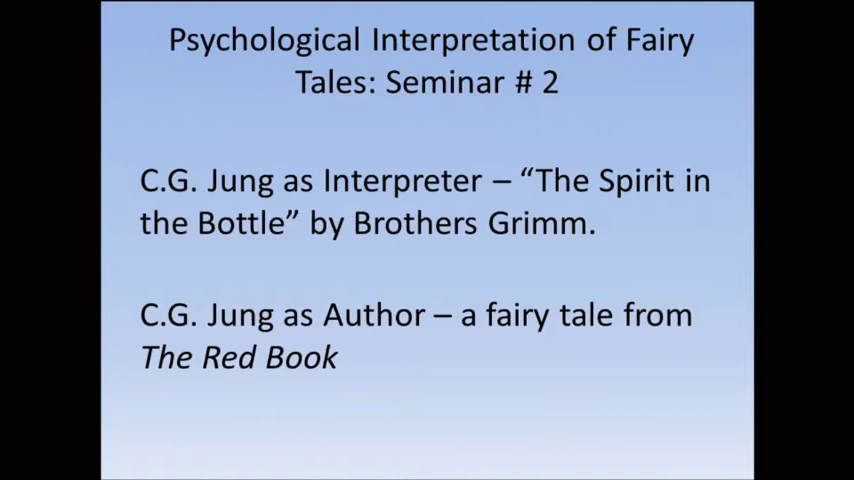 Psychological Interpretation of Fairy
Tales: Seminar # 2
C.G. Jung as Interpreter – “The Spirit in
the Bottle” by Brothers Grimm.
C.G. Jung as Author – a fairy tale from
The Red Book